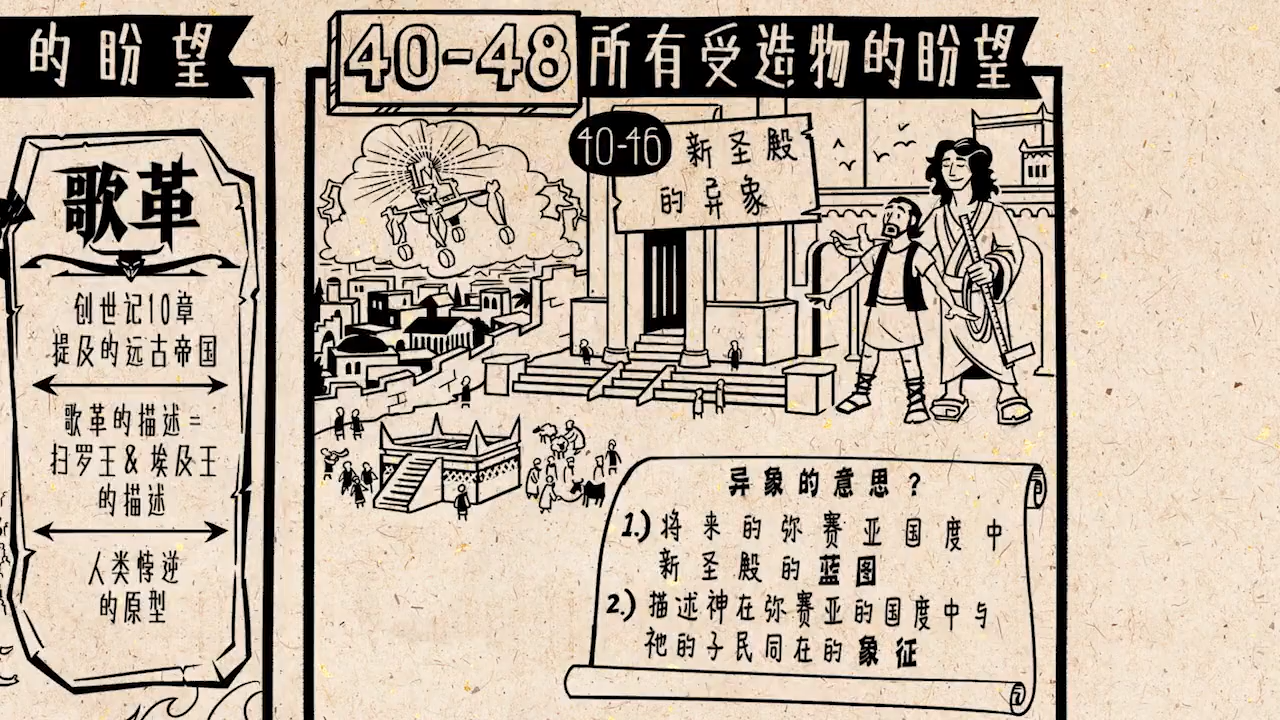 的盼望
歌革
创世记10章
提及的远古帝国
歌革的描述=
扫罗王&埃及王
的描述
人类悖逆
的原型
40-48 所有受造物的盼望
40-46 新圣殿
的异象
异象的意思？
1.) 将来的弥赛亚国度中
新圣殿的蓝图
2.) 描述神在弥赛亚的国度中与
祂的子民同在的象征